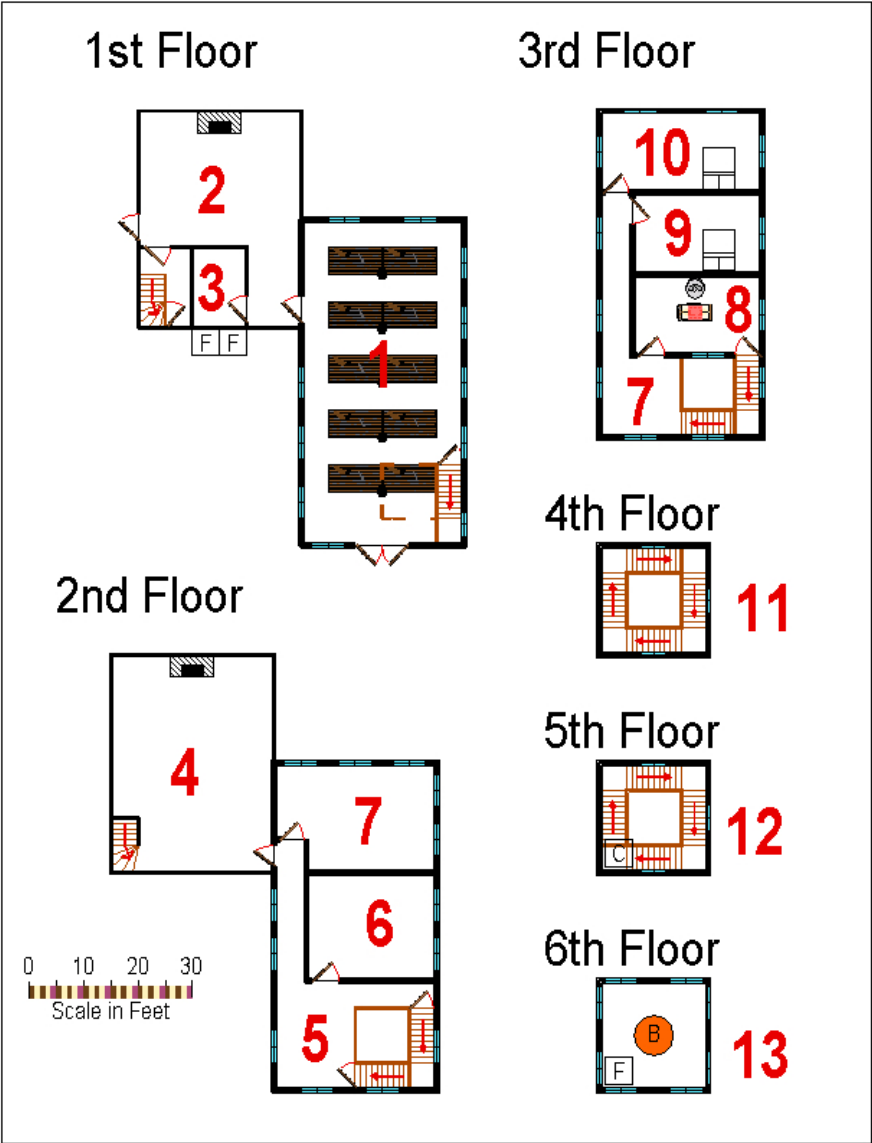 1st Floor
2
3
F F
1
2nd Floor
4
7
6
5
0 10 20 30
Scale in Feet
3rd Floor
10
9
8
7
4th Floor
11
5th Floor
C
12
6th Floor
B
F
13